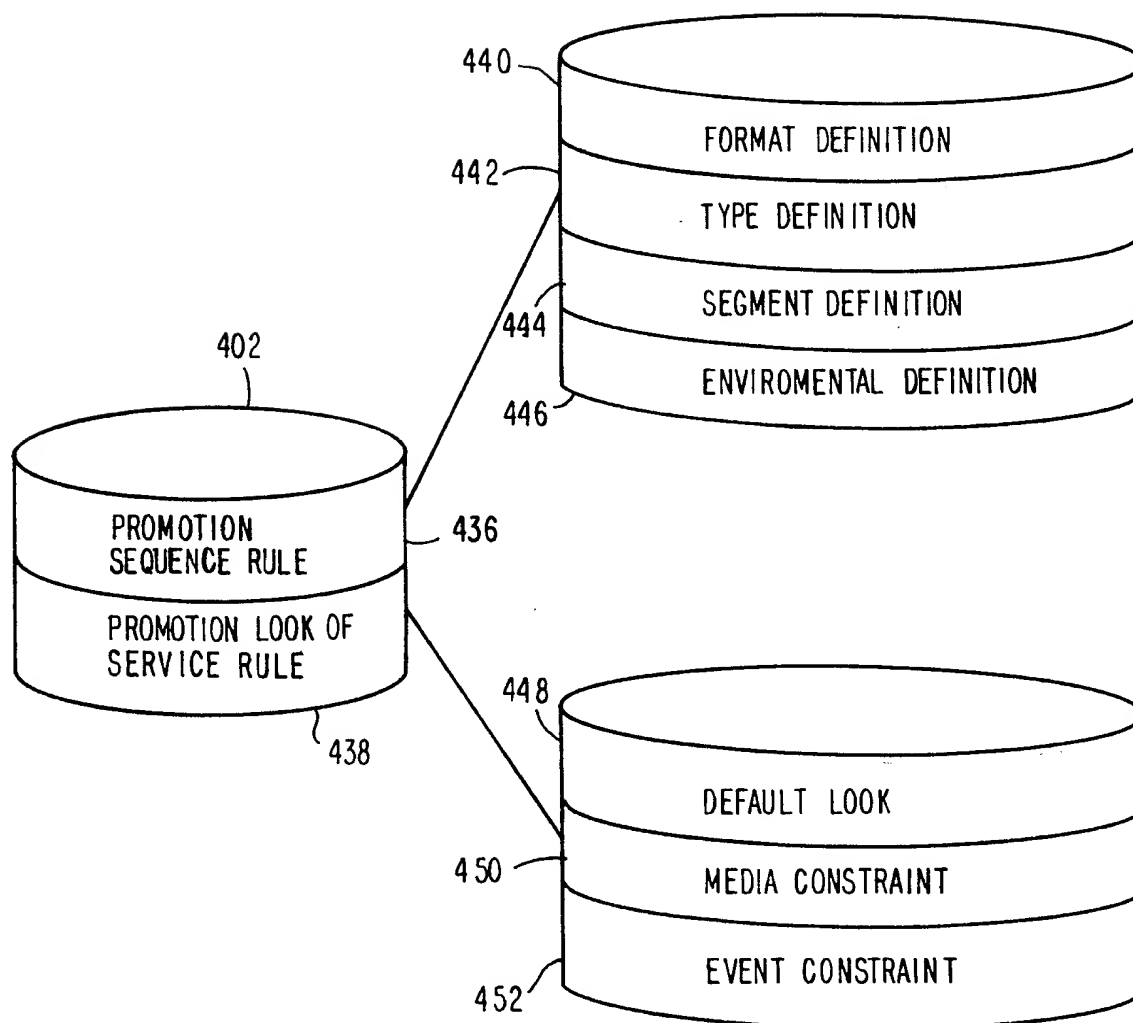 440
FORMAT DEFINITION
442
TYPE DEFINITION
444
SEGMENT DEFINITION
446
ENVIROMENTAL DEFINITION
402
PROMOTION
SEQUENCE RULE
436
PROMOTION LOOK OF
SERVICE RULE
438
448
DEFAULT LOOK
450
MEDIA CONSTRAINT
452
EVENT CONSTRAINT